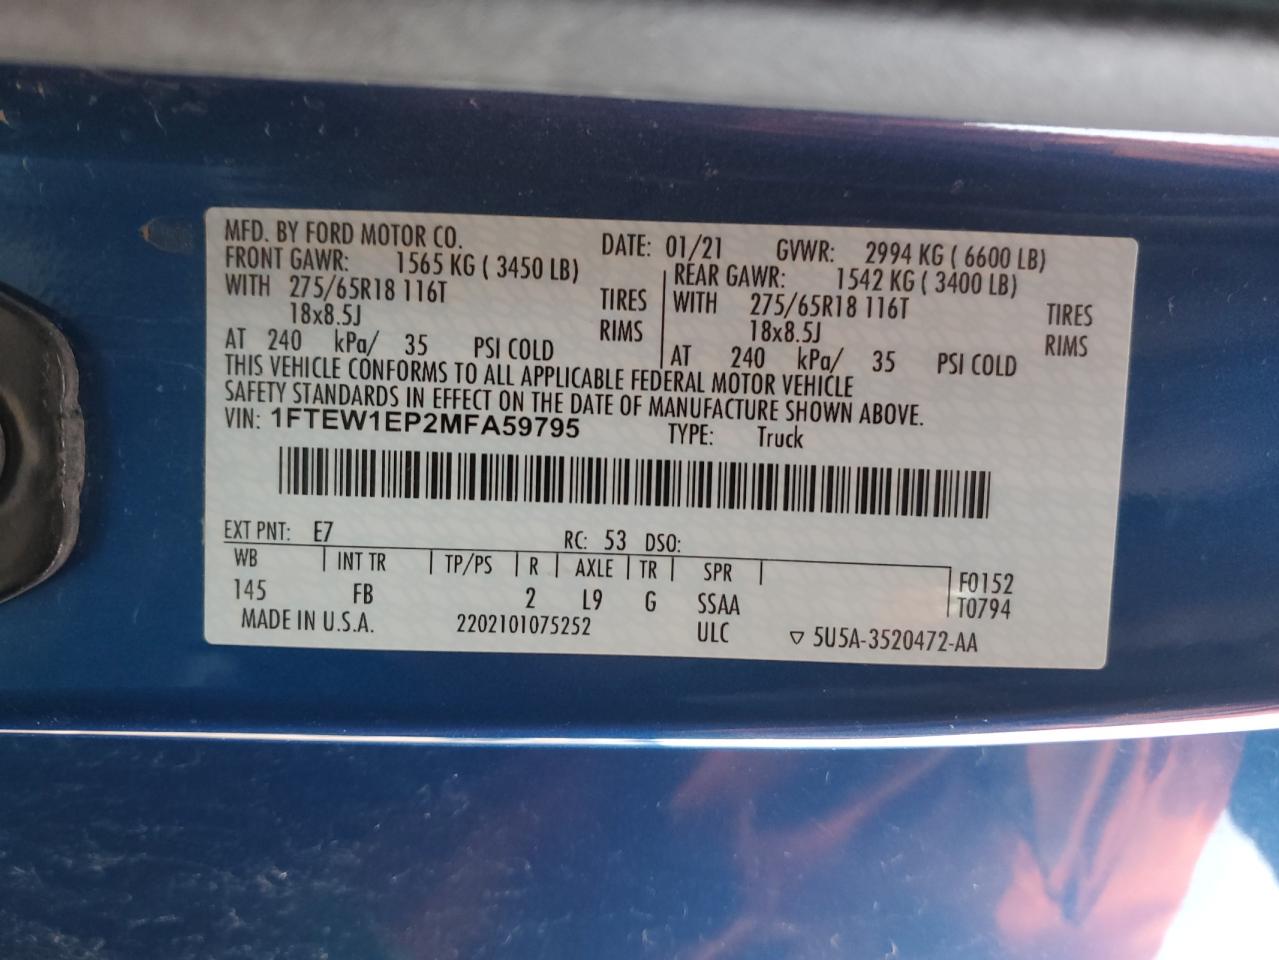 MFD. BY FORD MOTOR CO. DATE: 01/21 GVWR: 2994 KG ( 6600 LB)
FRONT GAWR: 1565 KG ( 3450 LB) REAR GAWR: 1542 KG ( 3400 LB)
WITH 275/65R18 116T TIRES WITH 275/65R18 116T TIRES
18x8.5J RIMS 18x8.5J RIMS
AT 240 kPa/ 35 PSI COLD AT 240 kPa/ 35 PSI COLD
THIS VEHICLE CONFORMS TO ALL APPLICABLE FEDERAL MOTOR VEHICLE
SAFETY STANDARDS IN EFFECT ON THE DATE OF MANUFACTURE SHOWN ABOVE.
VIN: 1FTEW1EP2MFA59795 TYPE: Truck
EXT PNT: E7 RC: 53 DSO:
WB INT TR TP/PS R AXLE TR SPR F0152
145 FB 2 L9 G SSAA T0794
MADE IN U.S.A. 2202101075252 ULC ▽ 5U5A-3520472-AA